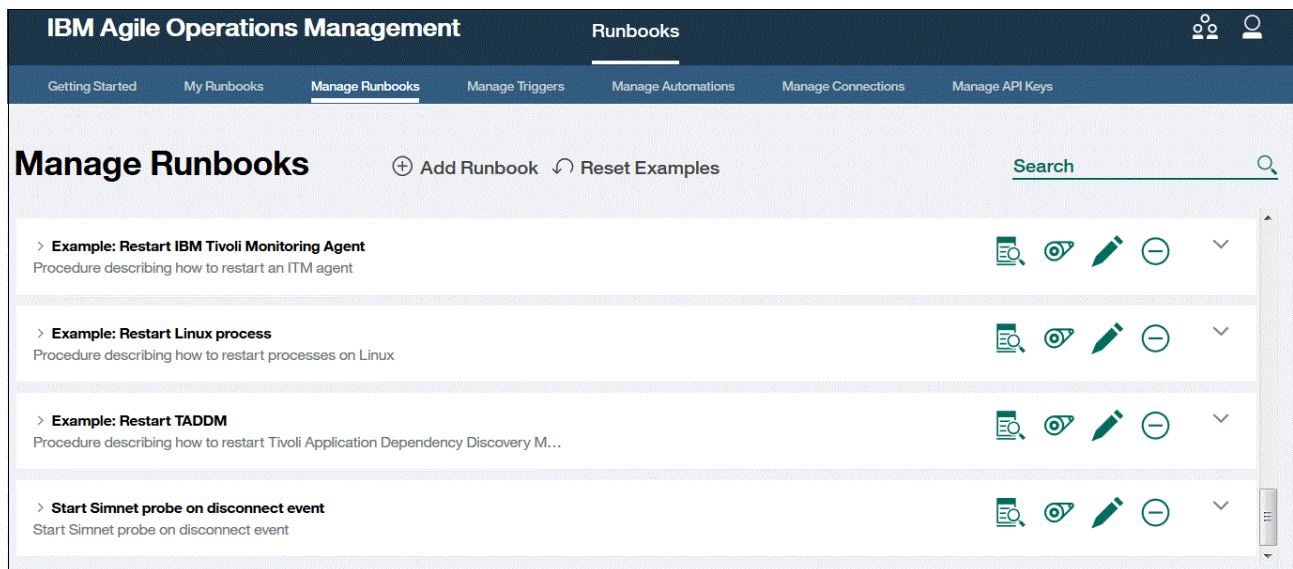 IBM Agile Operations Management
Runbooks
Getting Started My Runbooks Manage Runbooks Manage Triggers Manage Automations Manage Connections Manage API Keys
Manage Runbooks Add Runbook Reset Examples Search
Example: Restart IBM Tivoli Monitoring Agent
Procedure describing how to restart an ITM agent
Example: Restart Linux process
Procedure describing how to restart processes on Linux
Example: Restart TADDM
Procedure describing how to restart Tivoli Application Dependency Discovery M...
Start Simnet probe on disconnect event
Start Simnet probe on disconnect event